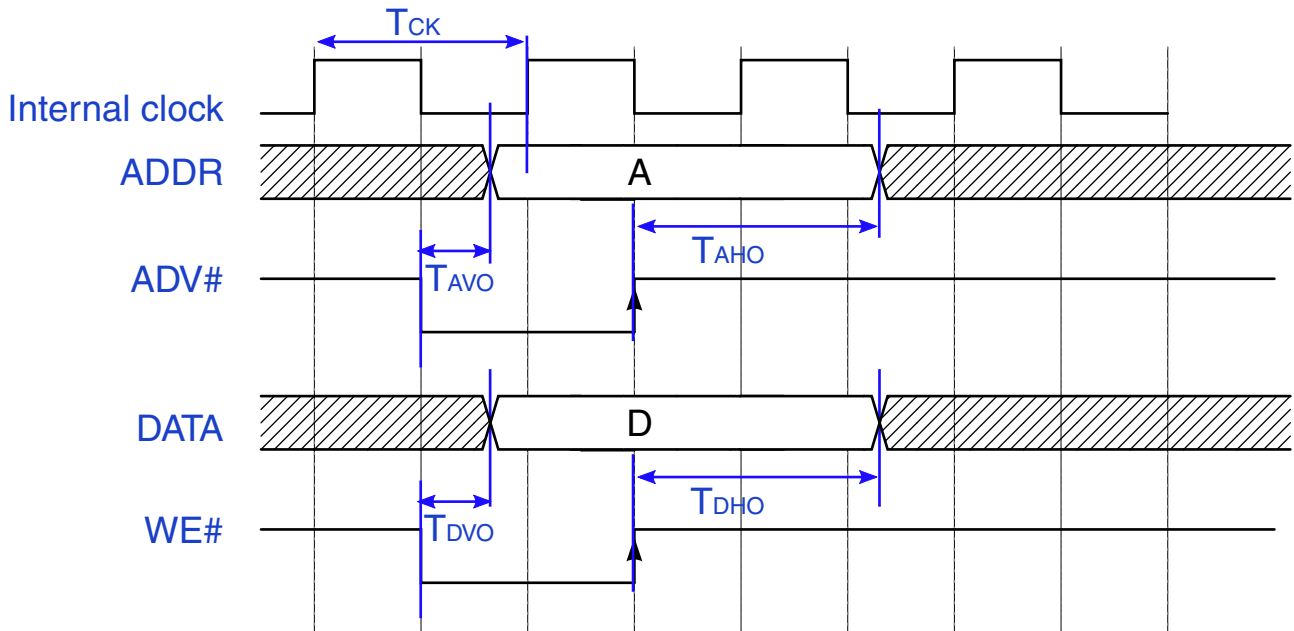 TCK
Internal clock
ADDR
A
TAHO
TAVO
ADV#
DATA
D
TDHO
TDVO
WE#